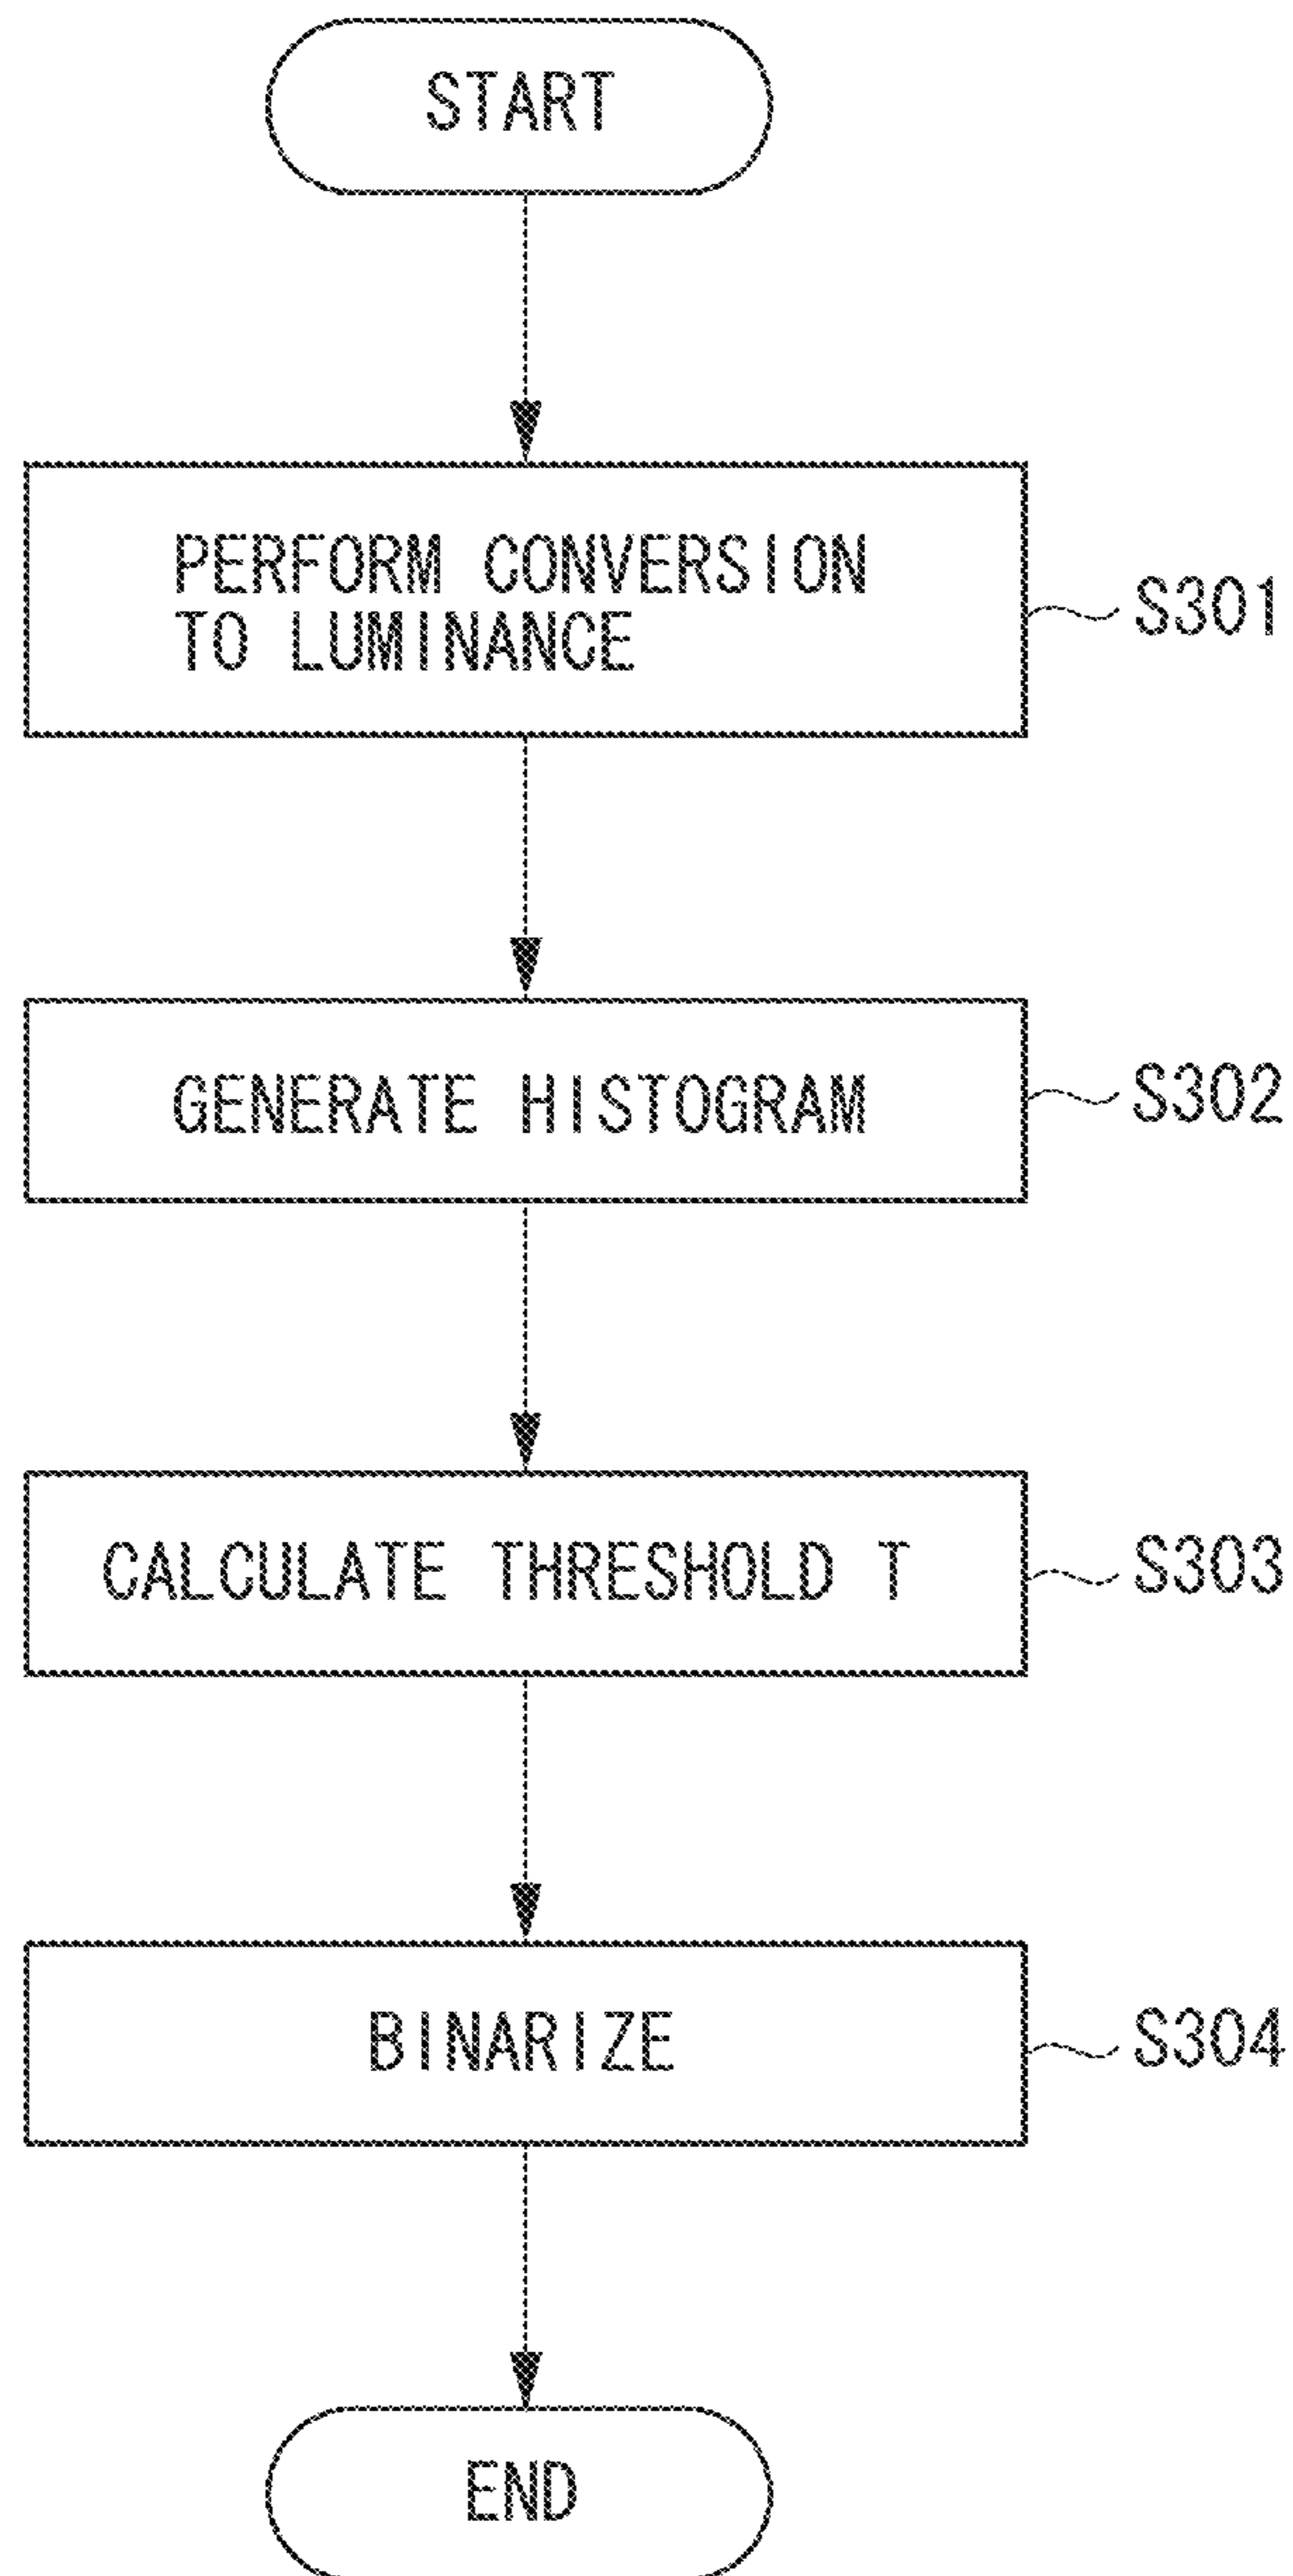 START
PERFORM CONVERSION
TO LUMINANCE
S301
GENERATE HISTOGRAM
S302
CALCULATE THRESHOLD T
S303
BINARIZE
S304
END